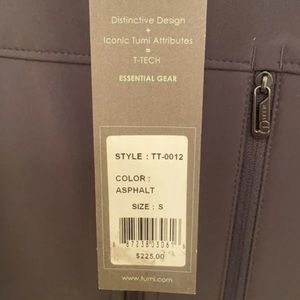 Distinctive Design
+
Iconic Tumi Attributes
=
T-TECH
ESSENTIAL GEAR
STYLE : TT-0012
COLOR :
ASPHALT
SIZE : S
$225.00
www.tumi.com